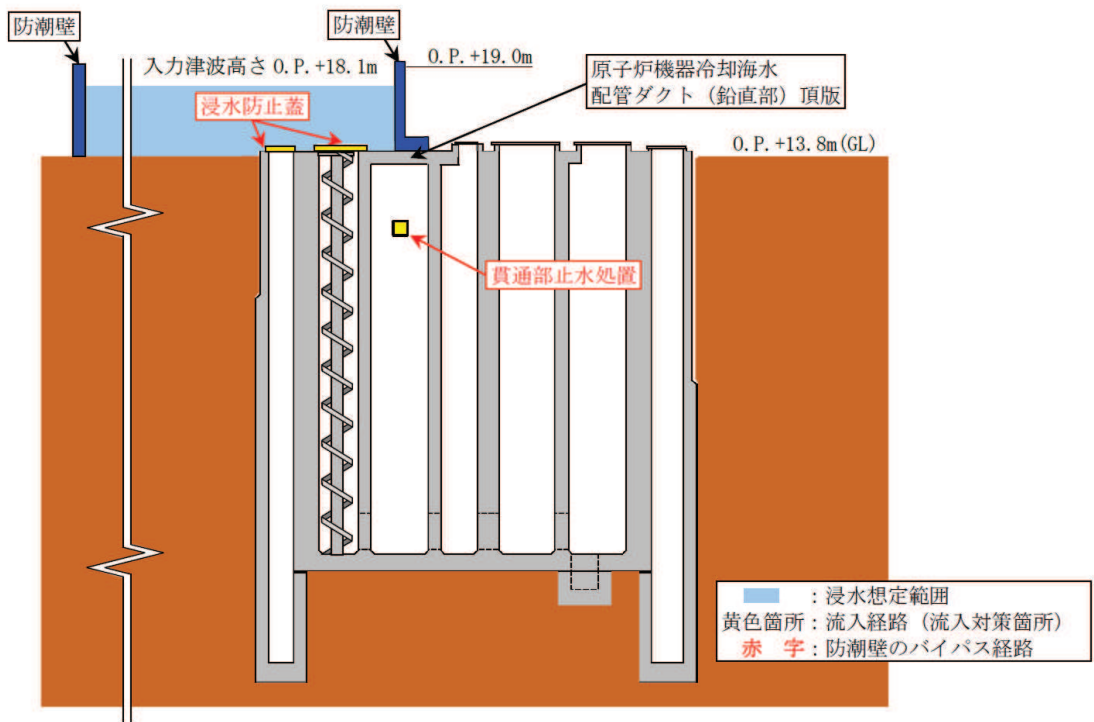 防潮壁
防潮壁
入力津波高さ O.P.+18.1m
O.P.+19.0m
原子炉機器冷却海水
配管ダクト（鉛直部）頂版
浸水防止蓋
O.P.+13.8m(GL)
貫通部止水処置
：浸水想定範囲
黄色箇所：流入経路（流入対策箇所）
赤　字：防潮壁のバイパス経路